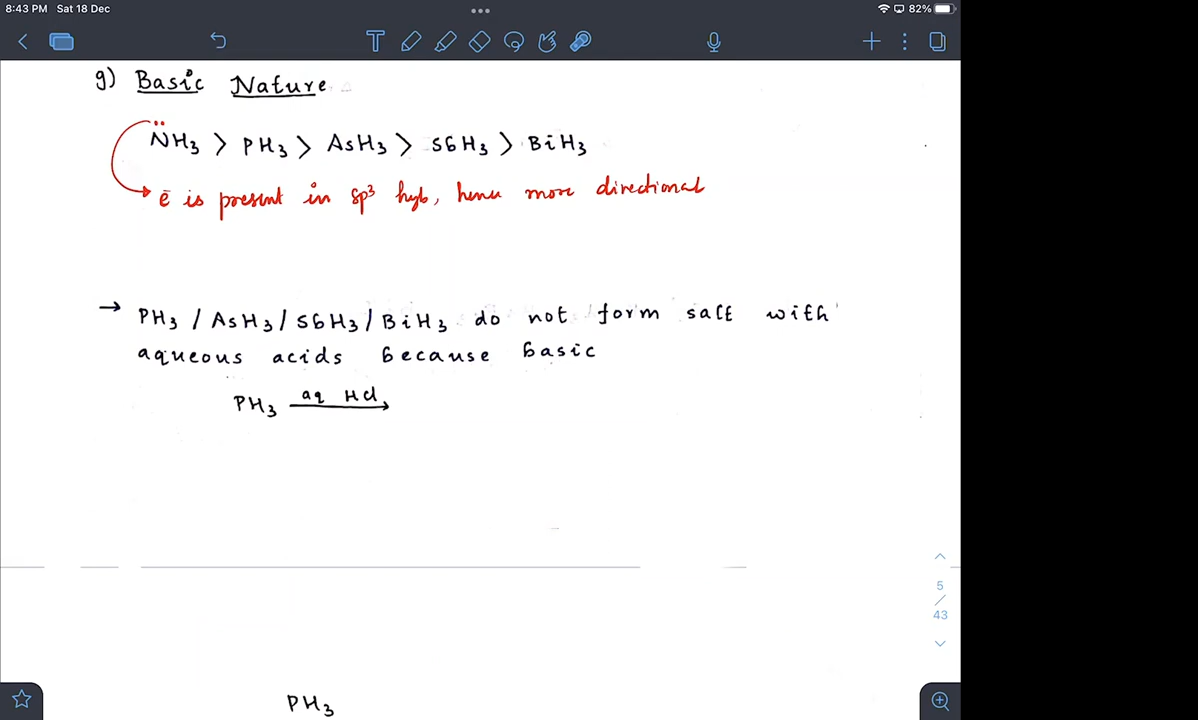 8:43 PM Sat 18 Dec
82%
g) Basic Nature
N̈H₃ > PH₃ > AsH₃ > SbH₃ > BiH₃
ē is present in sp³ hyb, hence more directional
→ PH₃ / AsH₃ / SbH₃ / BiH₃ do not form salt with
aqueous acids because basic
PH₃ aq HCl →
5
/
43
PH₃